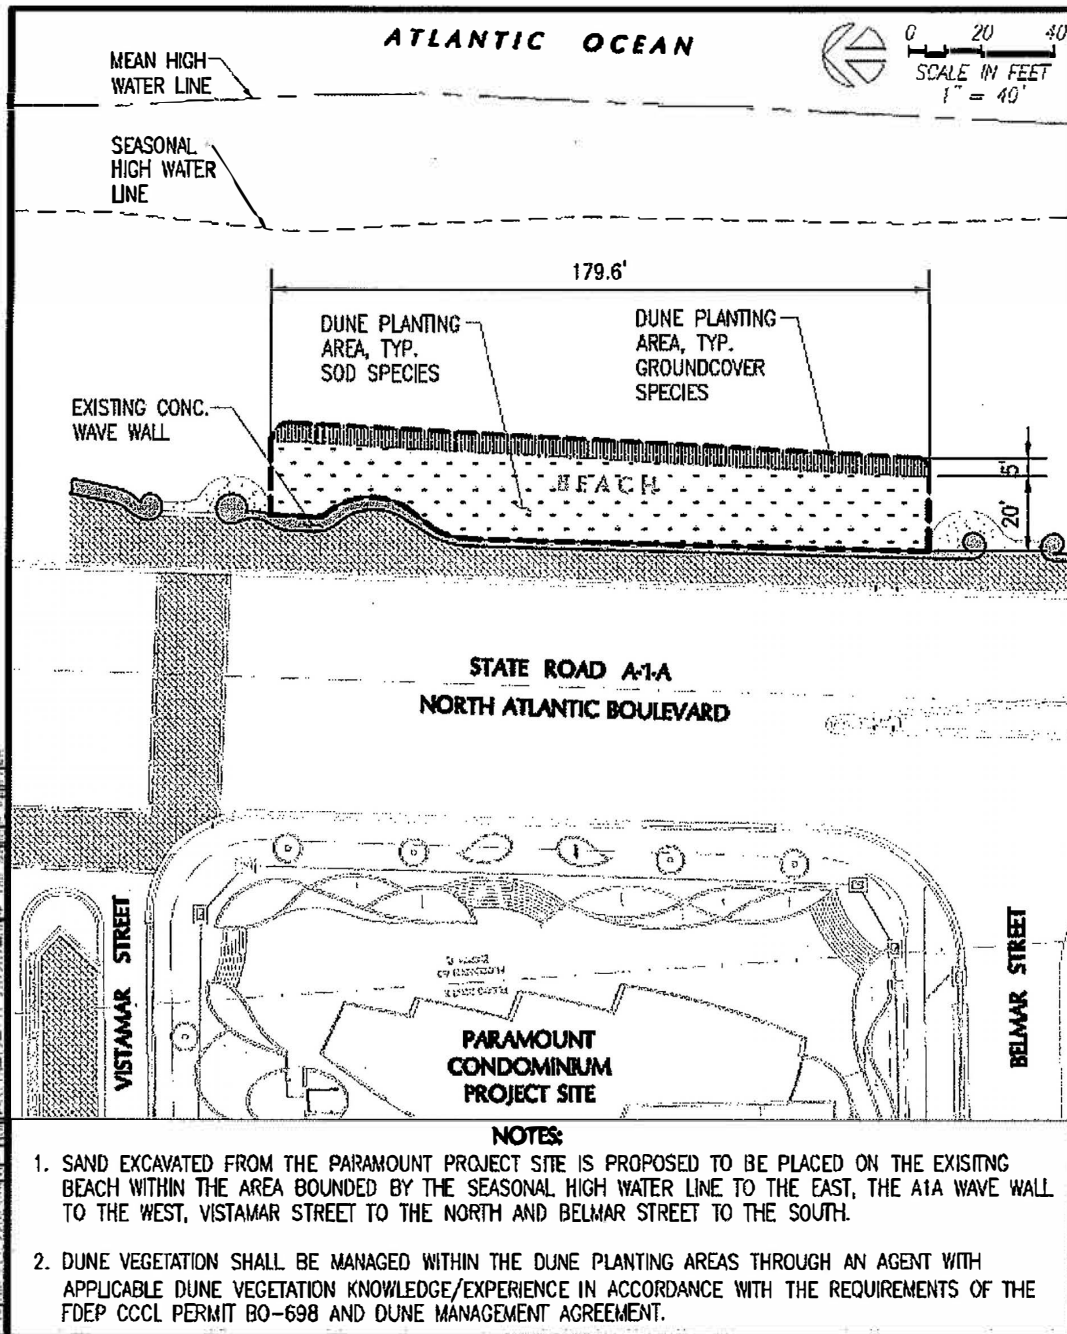 ATLANTIC OCEAN
0 20 40
SCALE IN FEET
1" = 40'
MEAN HIGH
WATER LINE
SEASONAL
HIGH WATER
LINE
179.6'
DUNE PLANTING
AREA, TYP.
SOD SPECIES
DUNE PLANTING
AREA, TYP.
GROUNDCOVER
SPECIES
EXISTING CONC.
WAVE WALL
BEACH
5'
20'
STATE ROAD A-1-A
NORTH ATLANTIC BOULEVARD
VISTAMAR STREET
BELMAR STREET
PARAMOUNT
CONDOMINIUM
PROJECT SITE
NOTES:
1. SAND EXCAVATED FROM THE PARAMOUNT PROJECT SITE IS PROPOSED TO BE PLACED ON THE EXISITNG
BEACH WITHIN THE AREA BOUNDED BY THE SEASONAL HIGH WATER LINE TO THE EAST, THE A1A WAVE WALL
TO THE WEST, VISTAMAR STREET TO THE NORTH AND BELMAR STREET TO THE SOUTH.
2. DUNE VEGETATION SHALL BE MANAGED WITHIN THE DUNE PLANTING AREAS THROUGH AN AGENT WITH
APPLICABLE DUNE VEGETATION KNOWLEDGE/EXPERIENCE IN ACCORDANCE WITH THE REQUIREMENTS OF THE
FDEP CCCL PERMIT BO-698 AND DUNE MANAGEMENT AGREEMENT.